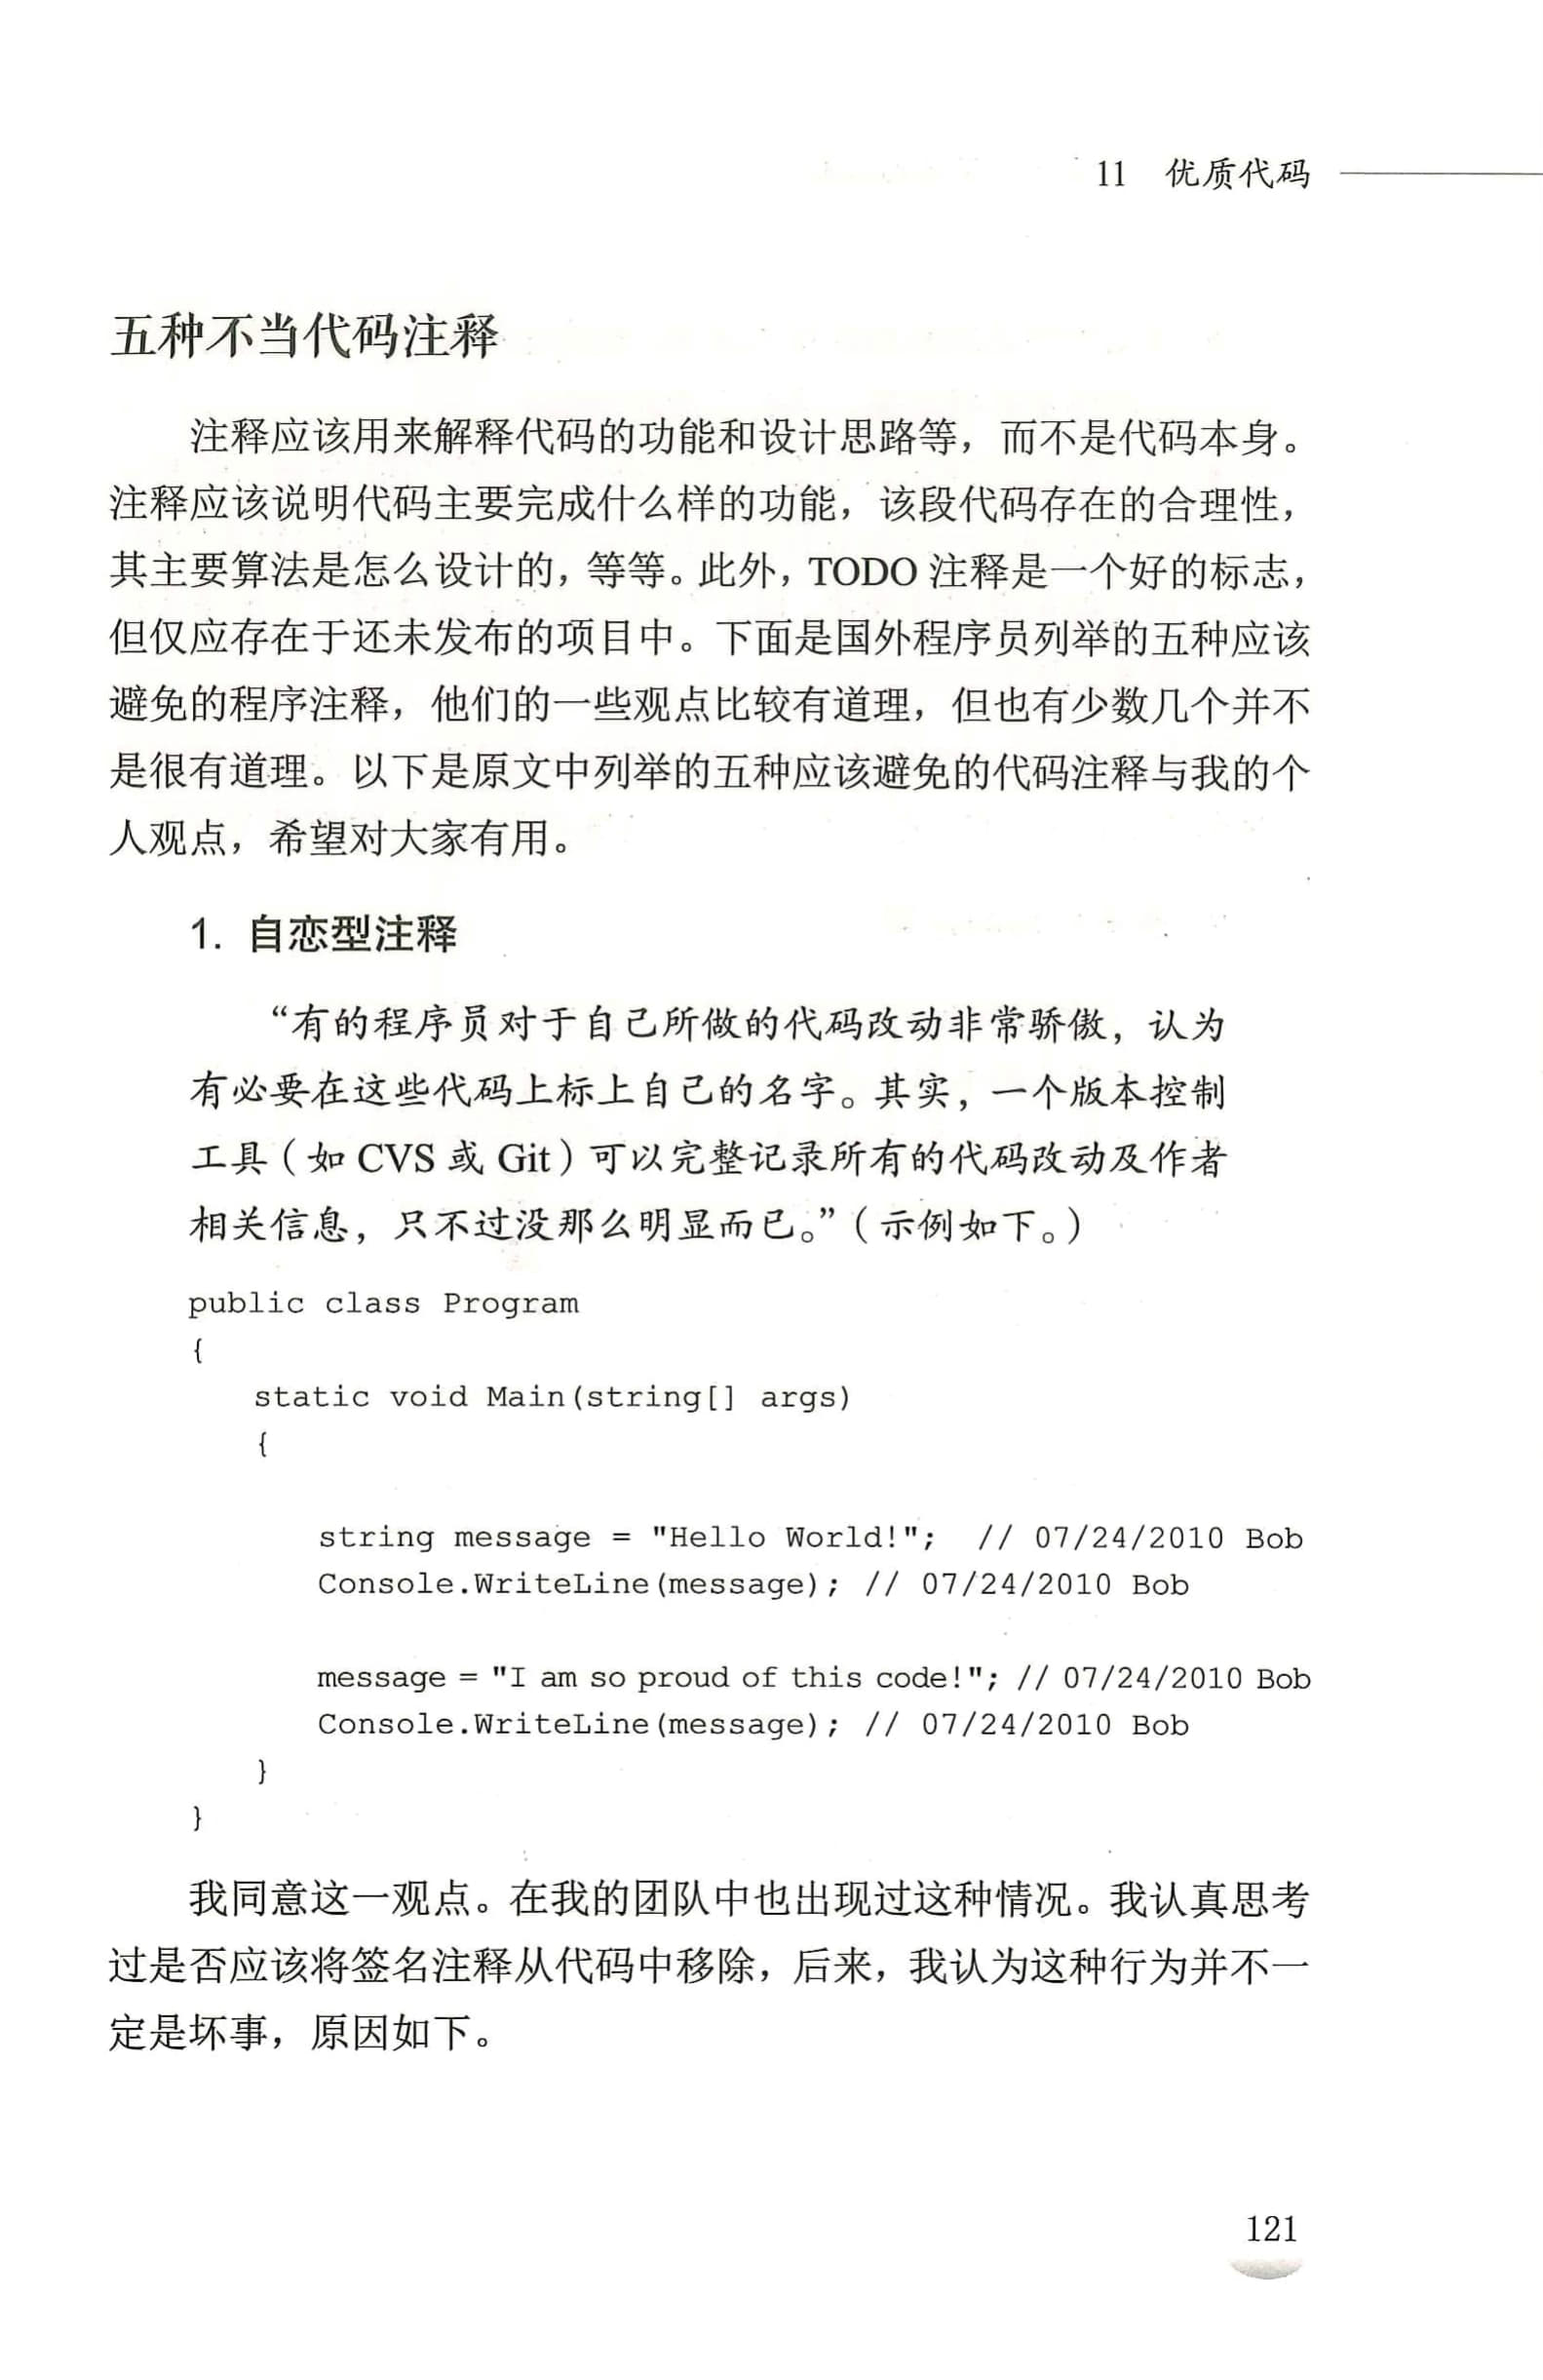 11 优质代码
五种不当代码注释
注释应该用来解释代码的功能和设计思路等，而不是代码本身。
注释应该说明代码主要完成什么样的功能，该段代码存在的合理性，
其主要算法是怎么设计的，等等。此外，TODO 注释是一个好的标志，
但仅应存在于还未发布的项目中。下面是国外程序员列举的五种应该
避免的程序注释，他们的一些观点比较有道理，但也有少数几个并不
是很有道理。以下是原文中列举的五种应该避免的代码注释与我的个
人观点，希望对大家有用。
1. 自恋型注释
“有的程序员对于自己所做的代码改动非常骄傲，认为
有必要在这些代码上标上自己的名字。其实，一个版本控制
工具（如 CVS 或 Git）可以完整记录所有的代码改动及作者
相关信息，只不过没那么明显而已。”（示例如下。）
public class Program
{
static void Main(string[] args)
{
string message = "Hello World!"; // 07/24/2010 Bob
Console.WriteLine(message); // 07/24/2010 Bob
message = "I am so proud of this code!"; // 07/24/2010 Bob
Console.WriteLine(message); // 07/24/2010 Bob
}
}
我同意这一观点。在我的团队中也出现过这种情况。我认真思考
过是否应该将签名注释从代码中移除，后来，我认为这种行为并不一
定是坏事，原因如下。
121